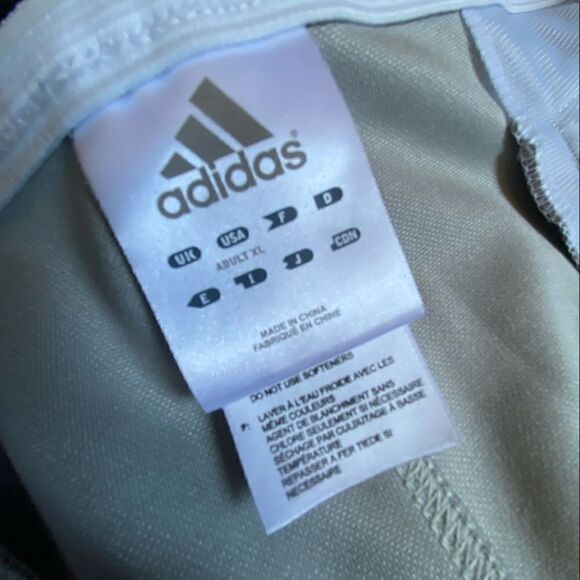 adidas®
UK USA F D
ADULT XL
E I J CDN
MADE IN CHINA
FABRIQUÉ EN CHINE
DO NOT USE SOFTENERS
F: LAVER À L'EAU FROIDE AVEC LES
MÊME COULEURS
AGENT DE BLANCHIMENT SANS
CHLORE SEULEMENT SI NÉCESSAIRE
SÉCHAGE PAR CULBUTAGE À BASSE
TEMPÉRATURE
REPASSER À FER TIEDE SI
NÉCESSAIRE